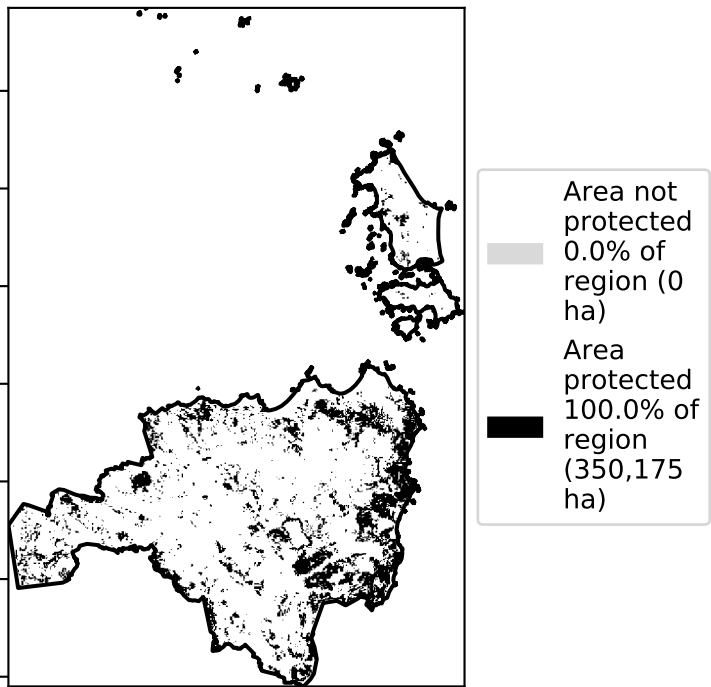 Area not
protected
0.0% of
region (0
ha)
Area
protected
100.0% of
region
(350,175
ha)